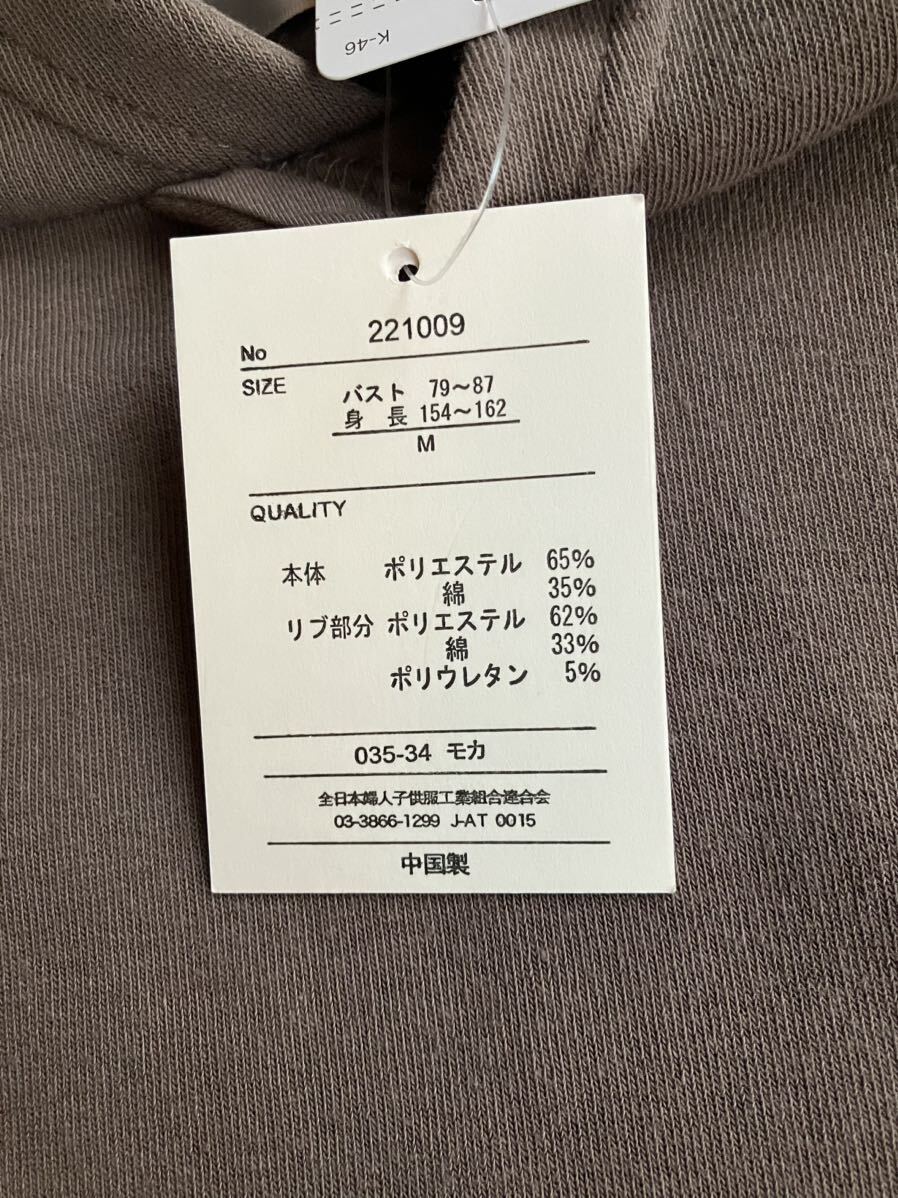 K-46
No 221009
SIZE バスト 79～87
身 長 154～162
M
QUALITY
本体 ポリエステル 65%
綿 35%
リブ部分 ポリエステル 62%
綿 33%
ポリウレタン 5%
035-34 モカ
全日本婦人子供服工業組合連合会
03-3866-1299 J-AT 0015
中国製